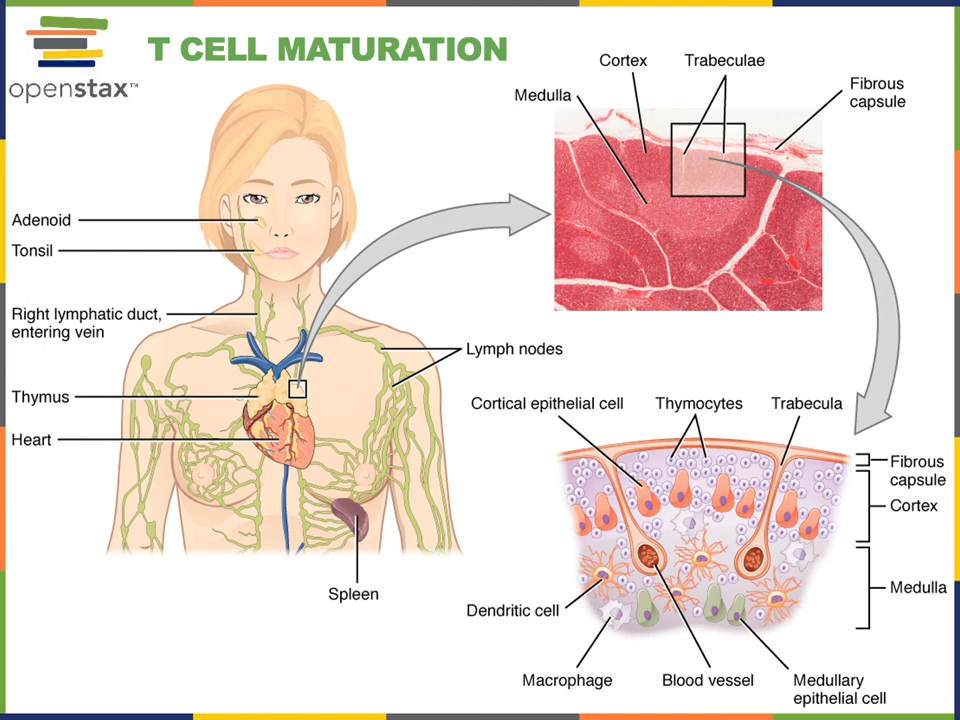 openstax™
T CELL MATURATION
Adenoid
Tonsil
Right lymphatic duct,
entering vein
Thymus
Heart
Lymph nodes
Spleen
Cortex
Trabeculae
Medulla
Fibrous
capsule
Cortical epithelial cell
Thymocytes
Trabecula
Fibrous
capsule
Cortex
Medulla
Dendritic cell
Macrophage
Blood vessel
Medullary
epithelial cell